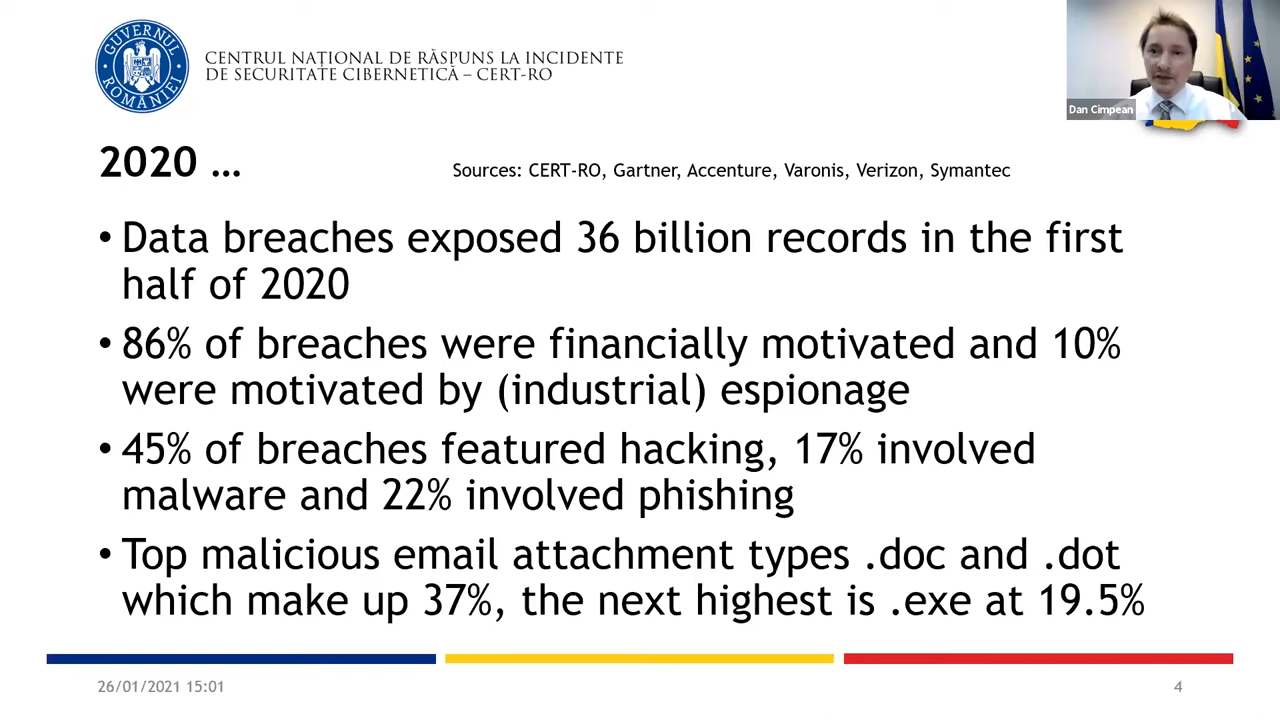 GUVERNUL ROMÂNIEI
CENTRUL NAȚIONAL DE RĂSPUNS LA INCIDENTE
DE SECURITATE CIBERNETICĂ – CERT-RO
Dan Cimpean
2020 …
Sources: CERT-RO, Gartner, Accenture, Varonis, Verizon, Symantec
• Data breaches exposed 36 billion records in the first
half of 2020
• 86% of breaches were financially motivated and 10%
were motivated by (industrial) espionage
• 45% of breaches featured hacking, 17% involved
malware and 22% involved phishing
• Top malicious email attachment types .doc and .dot
which make up 37%, the next highest is .exe at 19.5%
26/01/2021 15:01
4